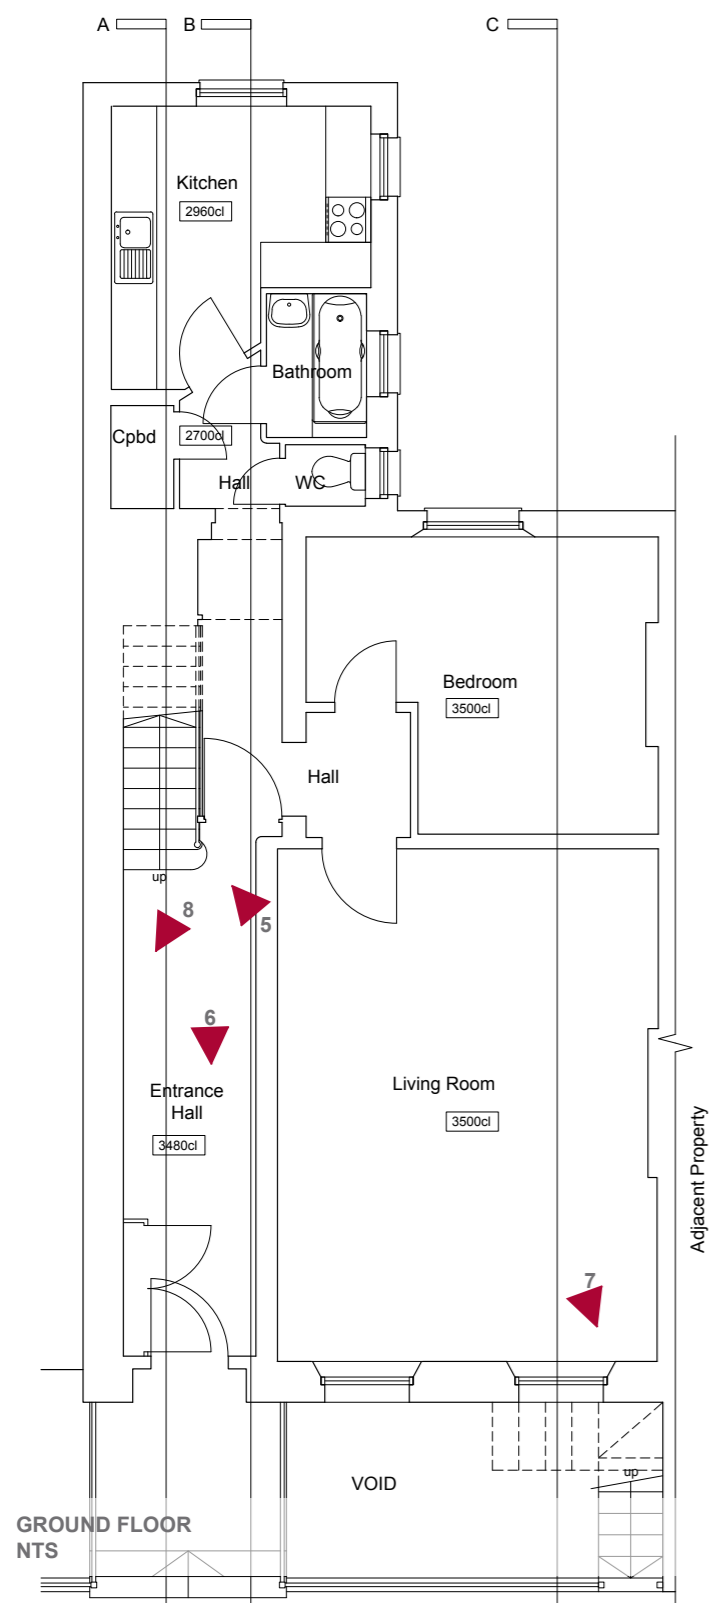 A
B
C
Kitchen
2960cl
Bathroom
Cpbd
2700cl
Hall
WC
Bedroom
3500cl
Hall
up
8
5
6
Entrance
Hall
3480cl
Living Room
3500cl
Adjacent Property
7
VOID
up
GROUND FLOOR
NTS